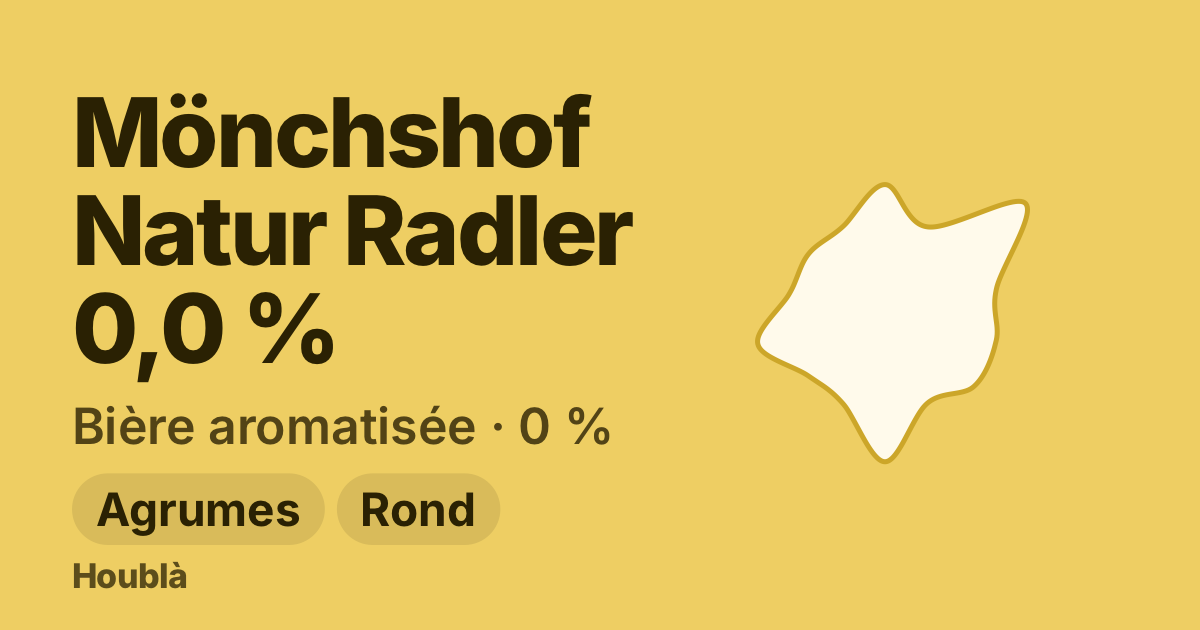 Mönchshof
Natur Radler
0,0 %
Bière aromatisée · 0 %
Agrumes Rond
Houblà